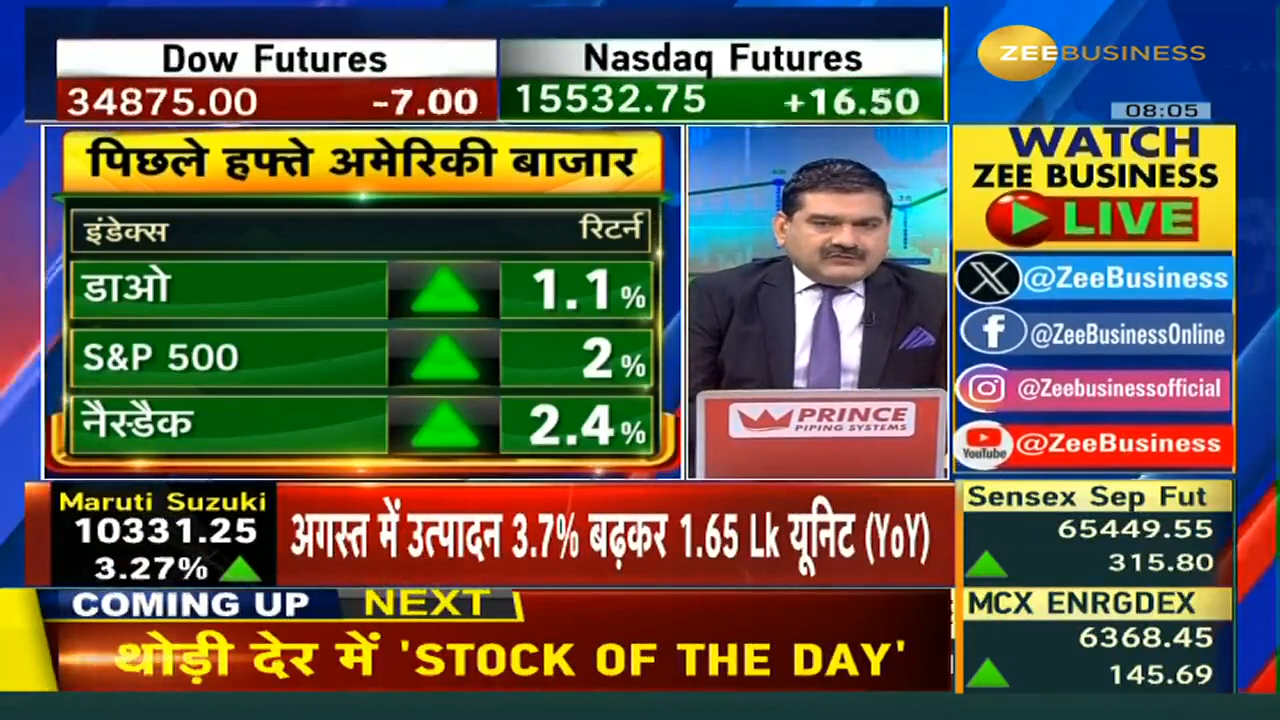 Dow Futures
34875.00 -7.00
Nasdaq Futures
15532.75 +16.50
ZEEBUSINESS
08:05
पिछले हफ्ते अमेरिकी बाजार
इंडेक्स रिटर्न
डाओ 1.1%
S&P 500 2%
नैस्डैक 2.4%
PRINCE
PIPING SYSTEMS
WATCH
ZEE BUSINESS
LIVE
@ZeeBusiness
@ZeeBusinessOnline
@Zeebusinessofficial
YouTube @ZeeBusiness
Maruti Suzuki
10331.25
3.27%
अगस्त में उत्पादन 3.7% बढ़कर 1.65 Lk यूनिट (YoY)
Sensex Sep Fut
65449.55
315.80
MCX ENRGDEX
6368.45
145.69
COMING UP NEXT
थोड़ी देर में 'STOCK OF THE DAY'